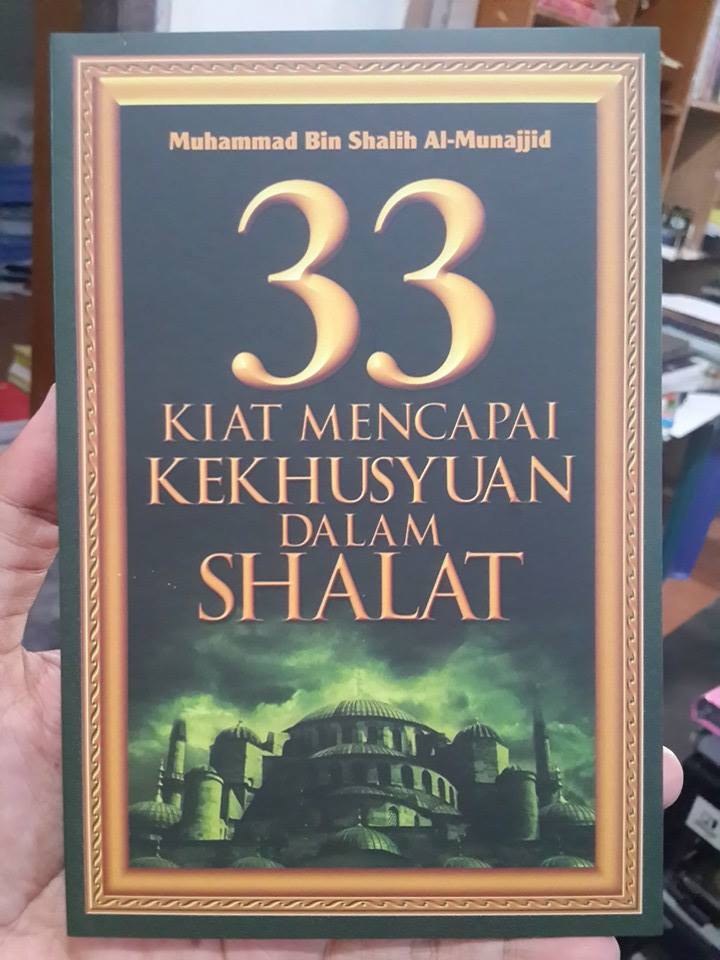 Muhammad Bin Shalih Al-Munajjid
33
KIAT MENCAPAI
KEKHUSYUAN
DALAM
SHALAT